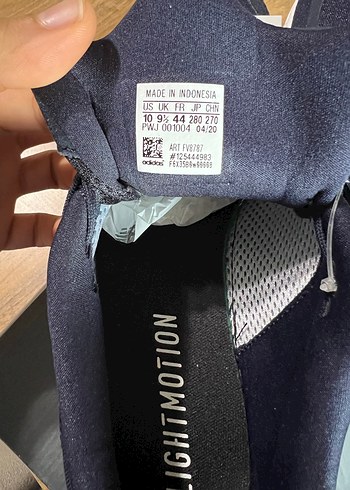 MADE IN INDONESIA
US UK FR JP CHN
10 9½ 44 280 270
PWJ 001004 04/20
ART FV8787
#125444983
adidas
LIGHTMOTION